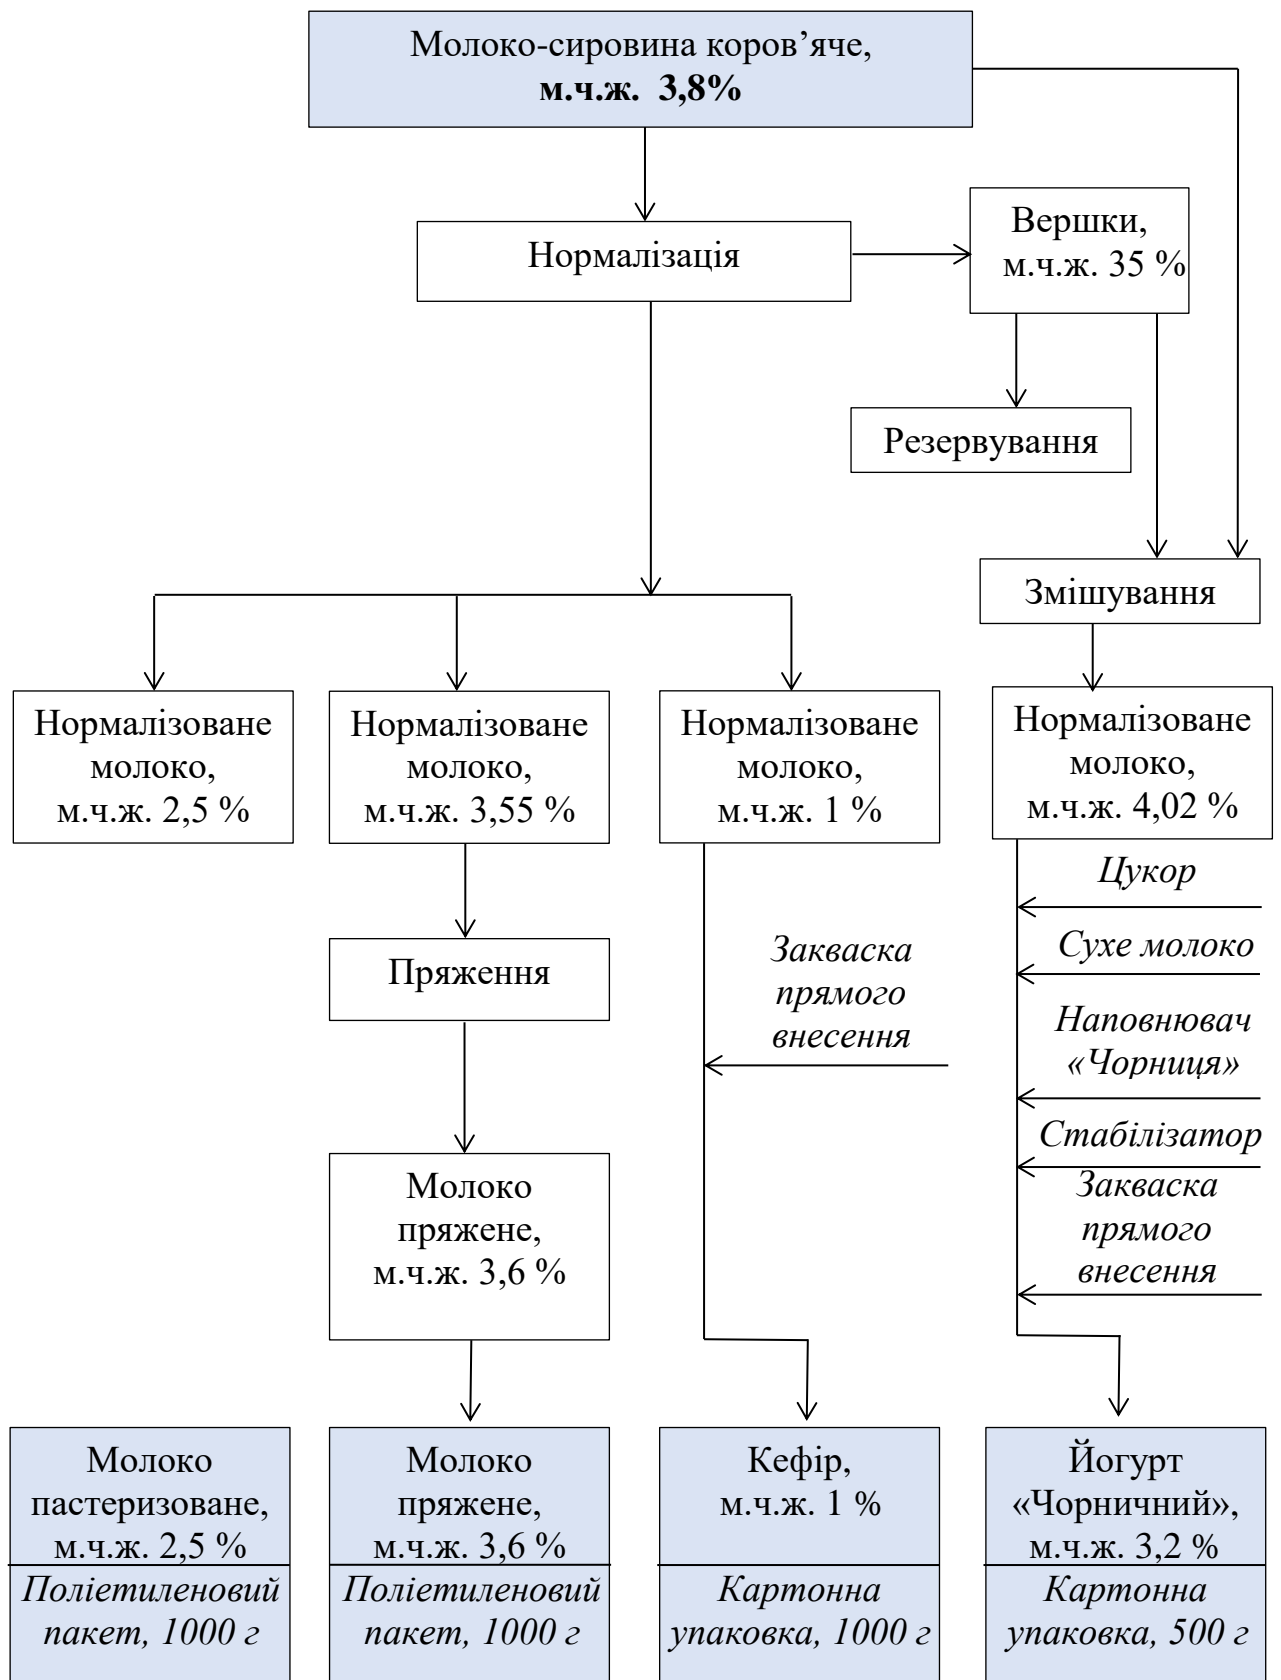 Молоко-сировина коров’яче,
м.ч.ж. 3,8%
Нормалізація
Вершки,
м.ч.ж. 35 %
Резервування
Змішування
Нормалізоване
молоко,
м.ч.ж. 2,5 %
Нормалізоване
молоко,
м.ч.ж. 3,55 %
Нормалізоване
молоко,
м.ч.ж. 1 %
Нормалізоване
молоко,
м.ч.ж. 4,02 %
Цукор
Сухе молоко
Наповнювач
«Чорниця»
Стабілізатор
Закваска
прямого
внесення
Закваска
прямого
внесення
Пряження
Молоко
пряжене,
м.ч.ж. 3,6 %
Молоко
пастеризоване,
м.ч.ж. 2,5 %
Поліетиленовий
пакет, 1000 г
Молоко
пряжене,
м.ч.ж. 3,6 %
Поліетиленовий
пакет, 1000 г
Кефір,
м.ч.ж. 1 %
Картонна
упаковка, 1000 г
Йогурт
«Чорничний»,
м.ч.ж. 3,2 %
Картонна
упаковка, 500 г